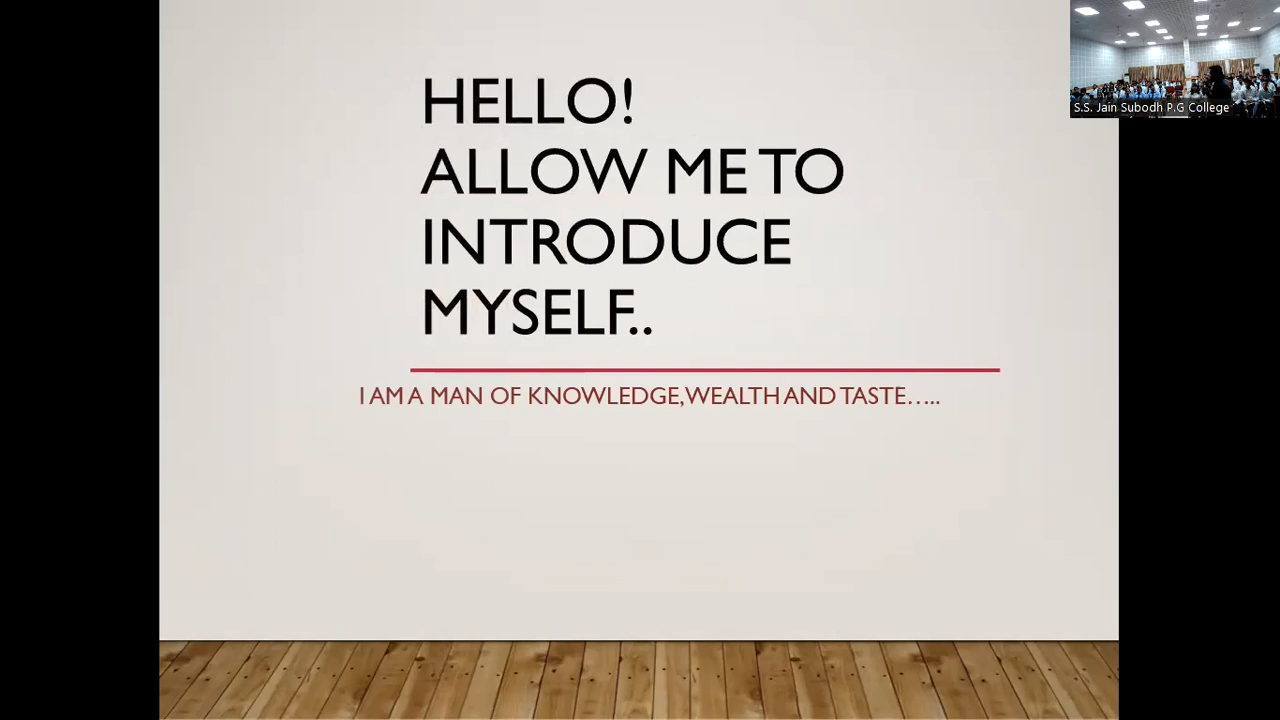 HELLO!
ALLOW ME TO
INTRODUCE
MYSELF..
I AM A MAN OF KNOWLEDGE,WEALTH AND TASTE…..
S.S. Jain Subodh P.G College